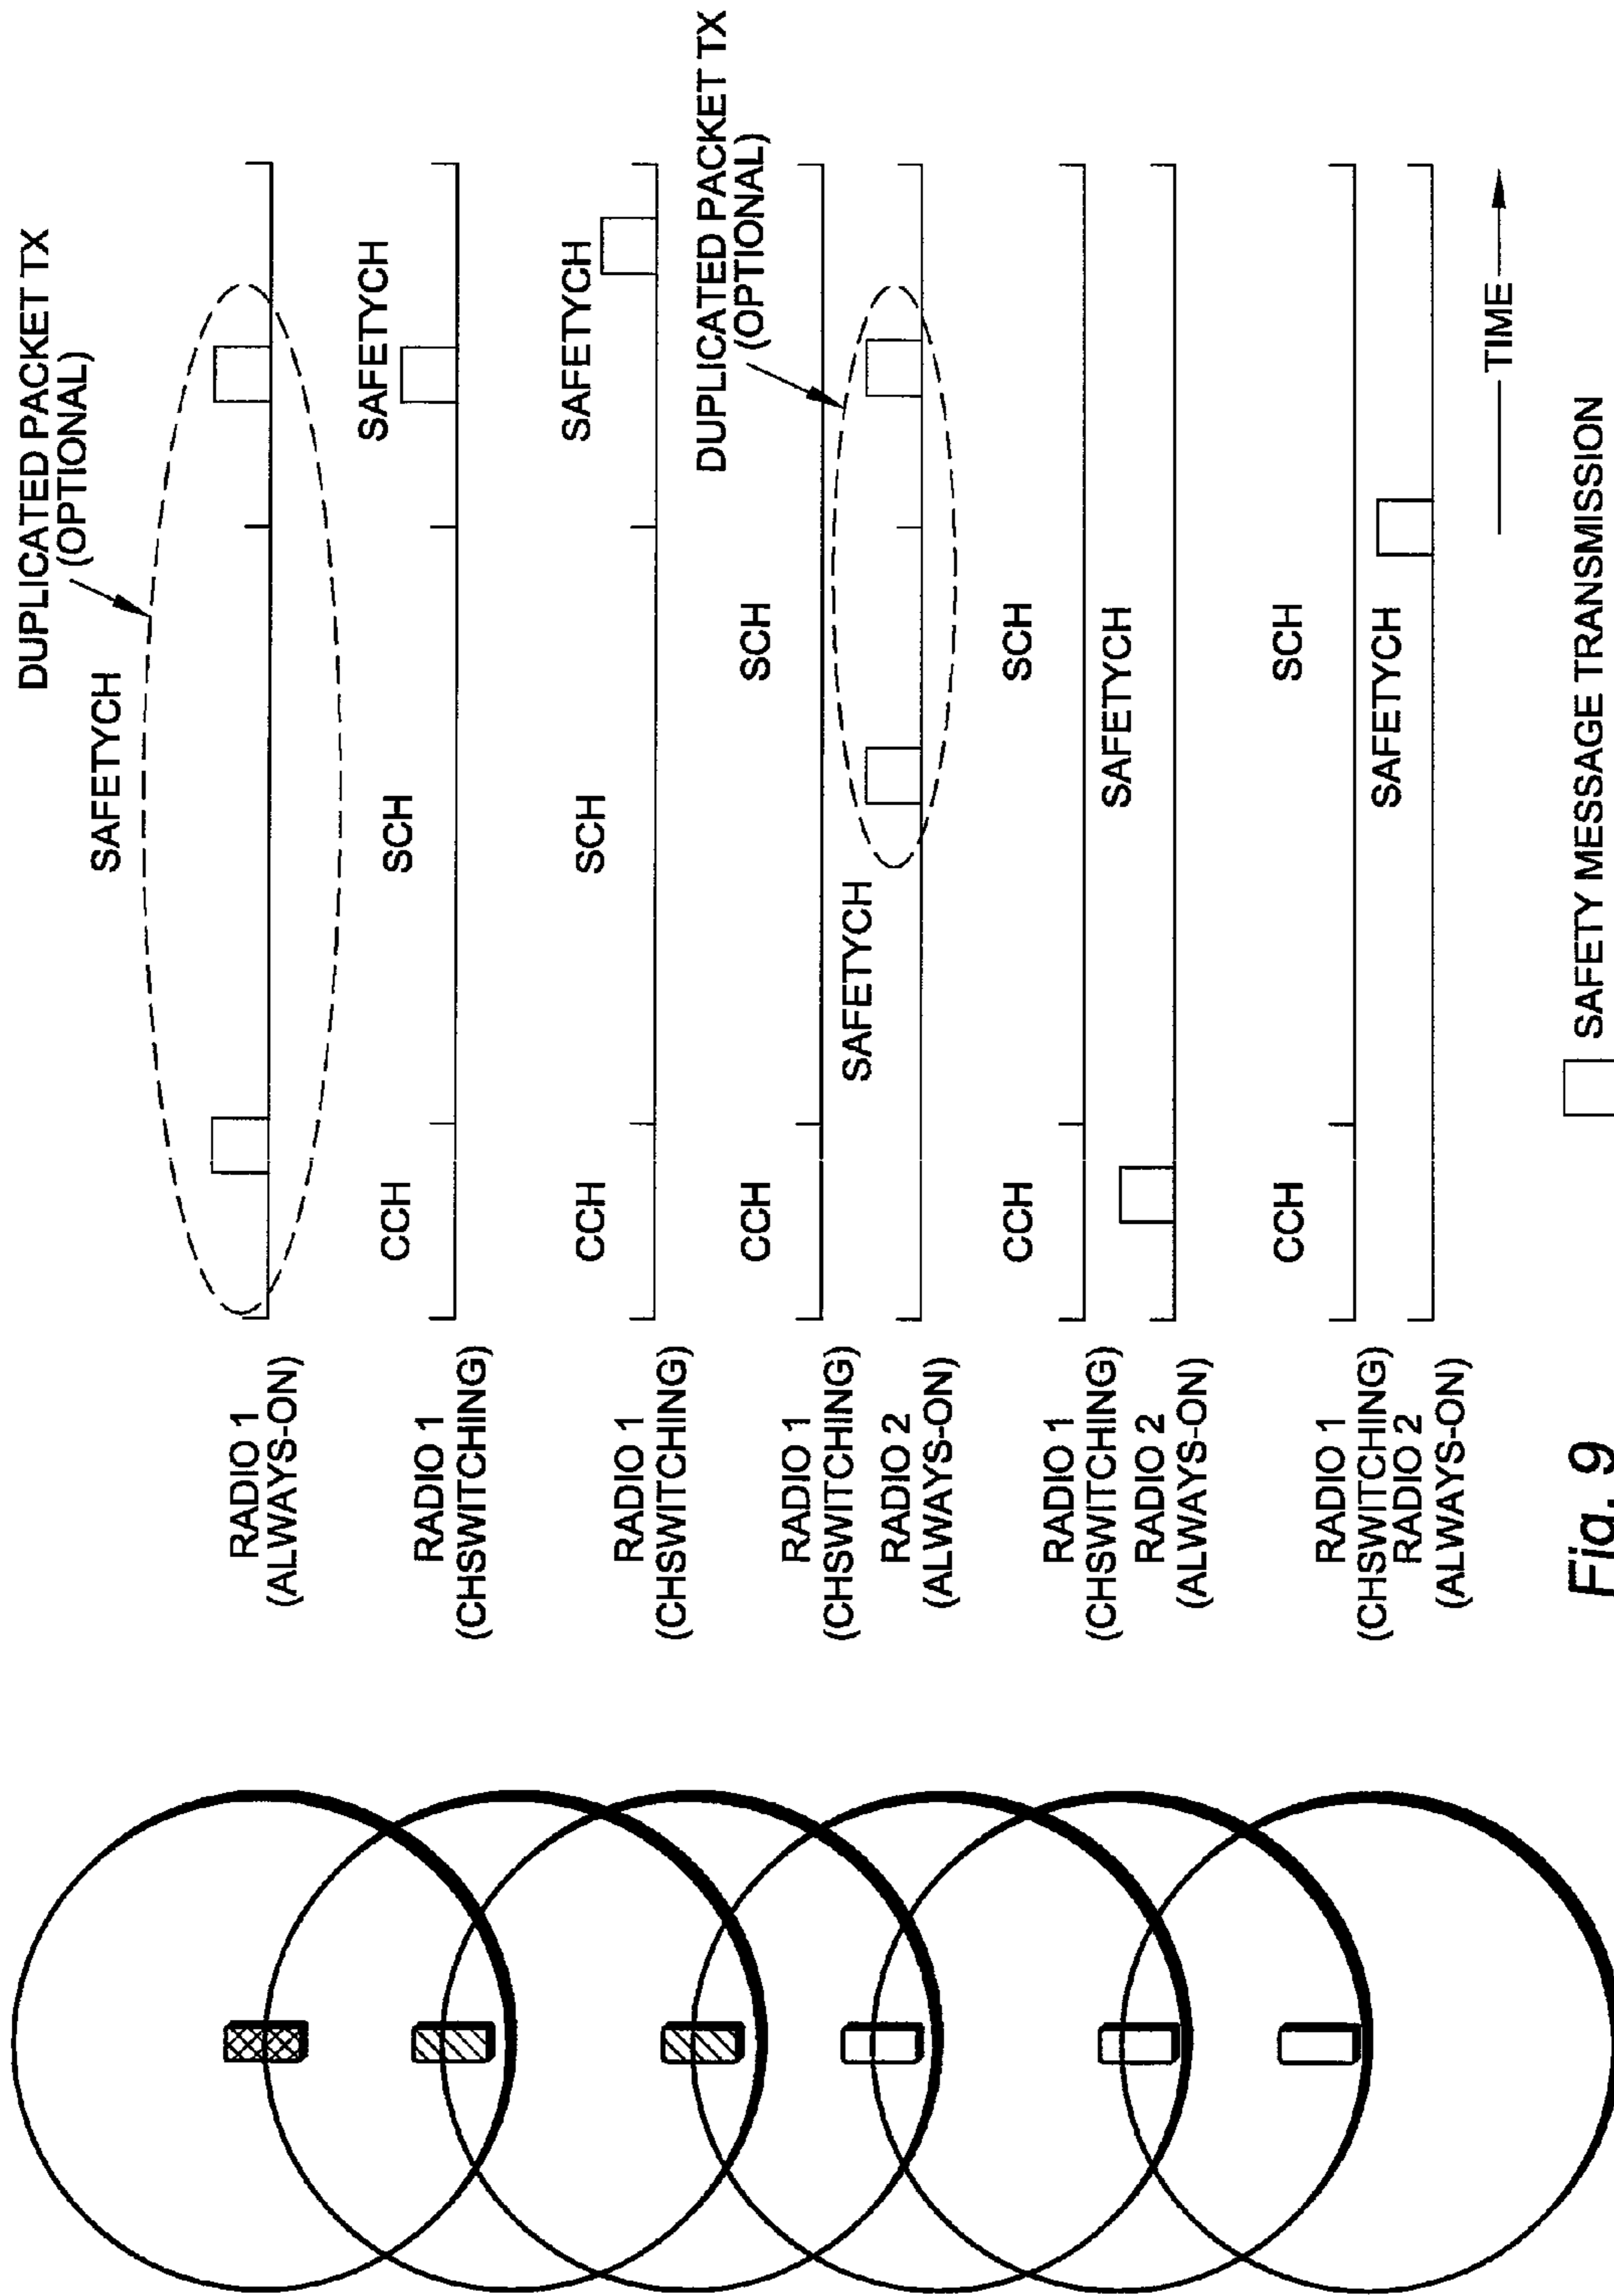 DUPLICATED PACKET TX
(OPTIONAL)
SAFETYCH
RADIO 1
(ALWAYS-ON)
CCH
SCH
SAFETYCH
RADIO 1
(CHSWITCHING)
CCH
SCH
SAFETYCH
RADIO 1
(CHSWITCHING)
DUPLICATED PACKET TX
(OPTIONAL)
CCH
SCH
RADIO 1
(CHSWITCHING)
SAFETYCH
RADIO 2
(ALWAYS-ON)
CCH
SCH
RADIO 1
(CHSWITCHING)
SAFETYCH
RADIO 2
(ALWAYS-ON)
CCH
SCH
RADIO 1
(CHSWITCHING)
SAFETYCH
RADIO 2
(ALWAYS-ON)
TIME
SAFETY MESSAGE TRANSMISSION
Fig. 9